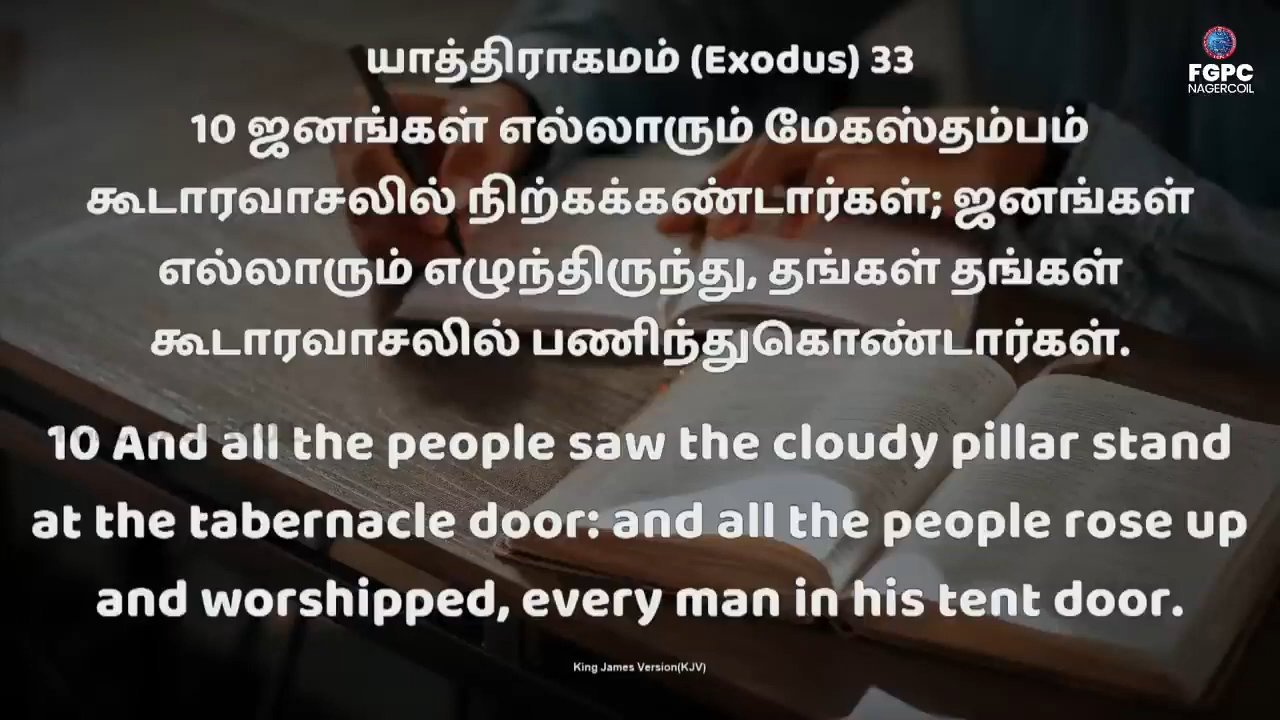 யாத்திராகமம் (Exodus) 33
FGPC
NAGERCOIL
10 ஜனங்கள் எல்லாரும் மேகஸ்தம்பம்
கூடாரவாசலில் நிற்கக்கண்டார்கள்; ஜனங்கள்
எல்லாரும் எழுந்திருந்து, தங்கள் தங்கள்
கூடாரவாசலில் பணிந்துகொண்டார்கள்.
10 And all the people saw the cloudy pillar stand
at the tabernacle door: and all the people rose up
and worshipped, every man in his tent door.
King James Version(KJV)